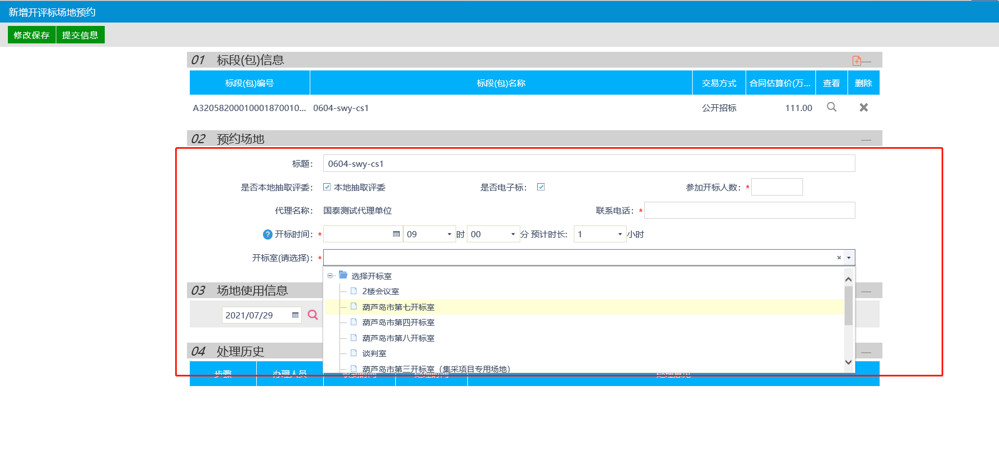 新增开评标场地预约
修改保存 提交信息
01 标段(包)信息
标段(包)编号 标段(包)名称 交易方式 合同估算价(万... 查看 删除
A32058200010001870010... 0604-swy-cs1 公开招标 111.00
02 预约场地
标题： 0604-swy-cs1
是否本地抽取评委： 本地抽取评委 是否电子标： 参加开标人数：*
代理名称： 国泰测试代理单位 联系电话：*
? 开标时间：* 09 时 00 分 预计时长: 1 小时
开标室(请选择)：*
选择开标室
2楼会议室
葫芦岛市第七开标室
葫芦岛市第四开标室
葫芦岛市第八开标室
谈判室
葫芦岛市第三开标室（集采项目专用场地）
03 场地使用信息
2021/07/29
04 处理历史
步骤 办理人员